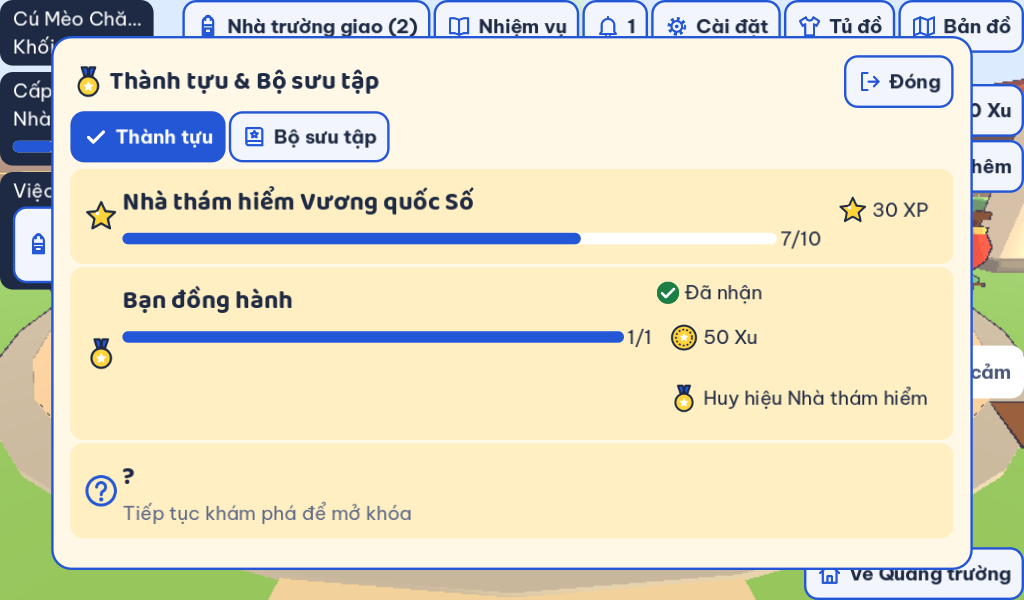 Cú Mèo Chă...
Khối
Nhà trường giao (2)
Nhiệm vụ
1
Cài đặt
Tủ đồ
Bản đồ
Cấp
Nhà
Việc
Thành tựu & Bộ sưu tập
Đóng
Thành tựu
Bộ sưu tập
Nhà thám hiểm Vương quốc Số
7/10
30 XP
Bạn đồng hành
1/1
Đã nhận
50 Xu
Huy hiệu Nhà thám hiểm
?
Tiếp tục khám phá để mở khóa
0 Xu
hêm
cảm
Về Quảng trường